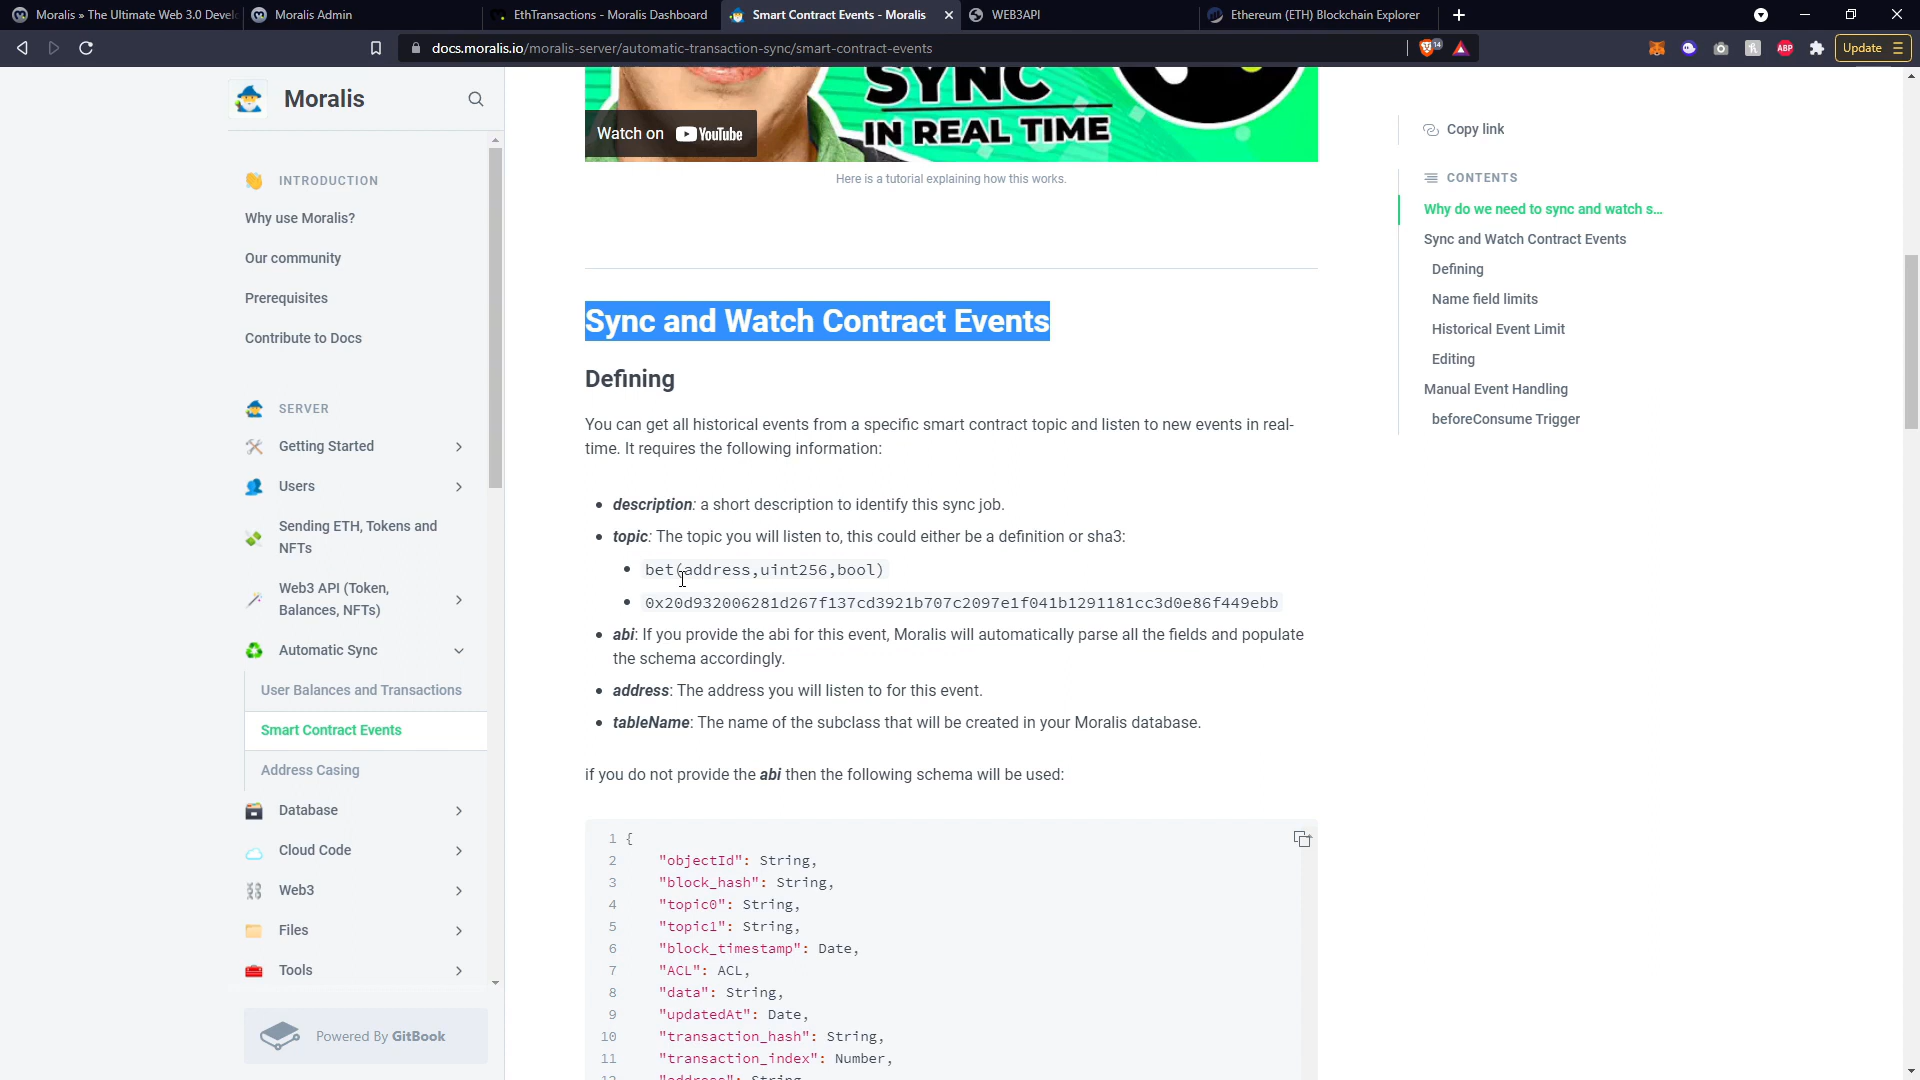 Moralis » The Ultimate Web 3.0 Develo
Moralis Admin
EthTransactions - Moralis Dashboard
Smart Contract Events - Moralis
WEB3API
Ethereum (ETH) Blockchain Explorer
docs.moralis.io/moralis-server/automatic-transaction-sync/smart-contract-events
14
ABP
Update
Moralis
INTRODUCTION
Why use Moralis?
Our community
Prerequisites
Contribute to Docs
SERVER
Getting Started
Users
Sending ETH, Tokens and
NFTs
Web3 API (Token,
Balances, NFTs)
Automatic Sync
User Balances and Transactions
Smart Contract Events
Address Casing
Database
Cloud Code
Web3
Files
Tools
Powered By GitBook
SYNC
IN REAL TIME
Watch on YouTube
Here is a tutorial explaining how this works.
Sync and Watch Contract Events
Defining
You can get all historical events from a specific smart contract topic and listen to new events in real-
time. It requires the following information:
description: a short description to identify this sync job.
topic: The topic you will listen to, this could either be a definition or sha3:
bet(address,uint256,bool)
0x20d932006281d267f137cd3921b707c2097e1f041b1291181cc3d0e86f449ebb
abi: If you provide the abi for this event, Moralis will automatically parse all the fields and populate
the schema accordingly.
address: The address you will listen to for this event.
tableName: The name of the subclass that will be created in your Moralis database.
if you do not provide the abi then the following schema will be used:
1 {
2 "objectId": String,
3 "block_hash": String,
4 "topic0": String,
5 "topic1": String,
6 "block_timestamp": Date,
7 "ACL": ACL,
8 "data": String,
9 "updatedAt": Date,
10 "transaction_hash": String,
11 "transaction_index": Number,
12 "address": String
Copy link
CONTENTS
Why do we need to sync and watch s...
Sync and Watch Contract Events
Defining
Name field limits
Historical Event Limit
Editing
Manual Event Handling
beforeConsume Trigger